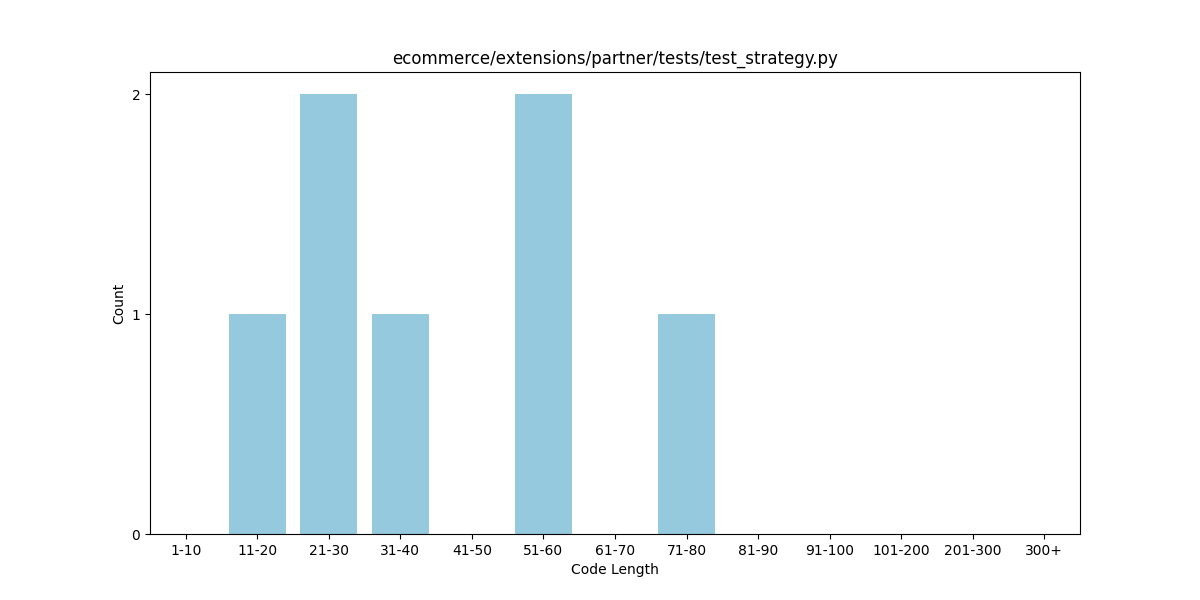 ecommerce/extensions/partner/tests/test_strategy.py
2
1
0
Count
1-10 11-20 21-30 31-40 41-50 51-60 61-70 71-80 81-90 91-100 101-200 201-300 300+
Code Length